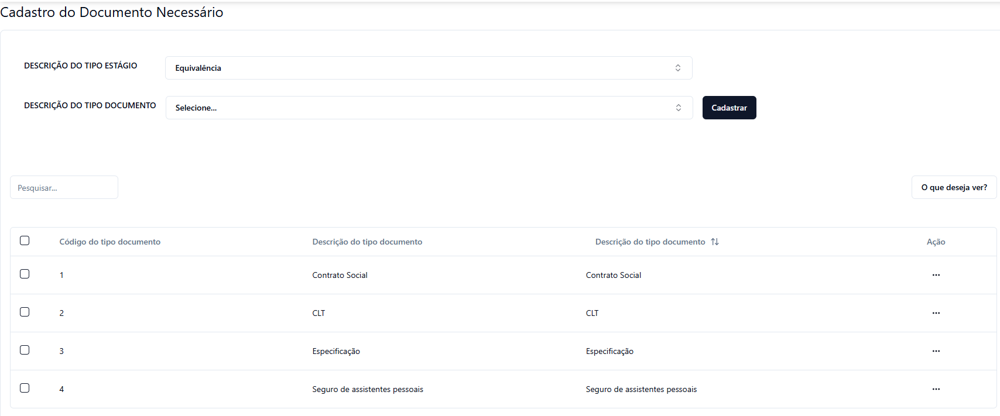 Cadastro do Documento Necessário
DESCRIÇÃO DO TIPO ESTÁGIO
Equivalência
DESCRIÇÃO DO TIPO DOCUMENTO
Selecione...
Cadastrar
Pesquisar...
O que deseja ver?
Código do tipo documento Descrição do tipo documento Descrição do tipo documento Ação
1 Contrato Social Contrato Social ...
2 CLT CLT ...
3 Especificação Especificação ...
4 Seguro de assistentes pessoais Seguro de assistentes pessoais ...